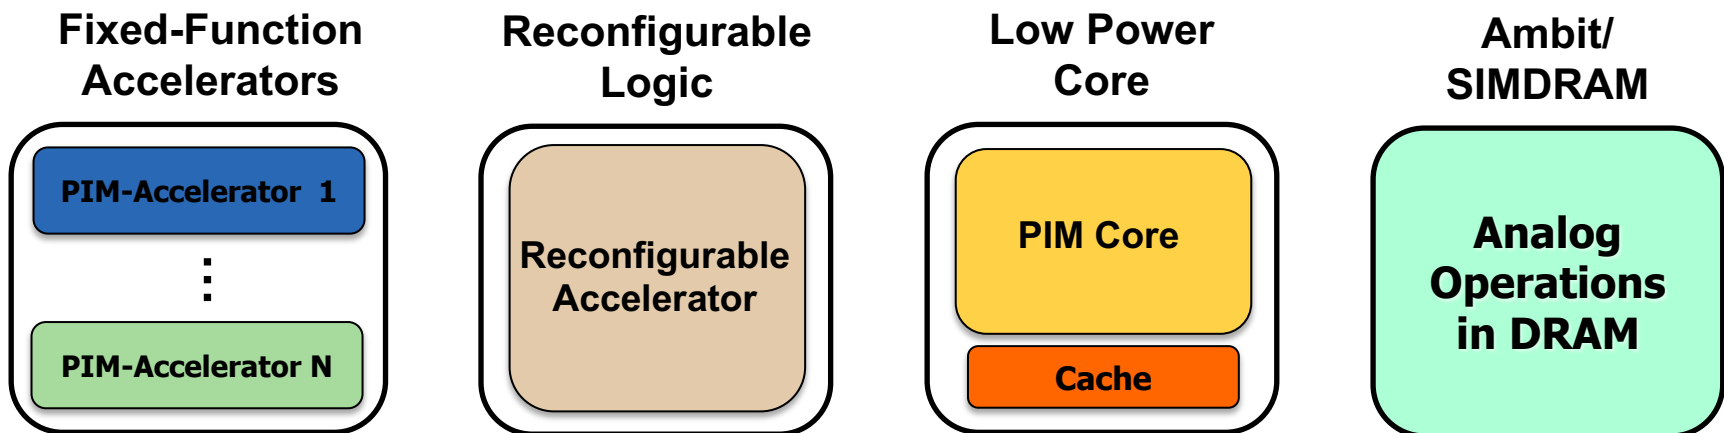 Fixed-Function
Accelerators
PIM-Accelerator 1
⋮
PIM-Accelerator N
Reconfigurable
Logic
Reconfigurable
Accelerator
Low Power
Core
PIM Core
Cache
Ambit/
SIMDRAM
Analog
Operations
in DRAM